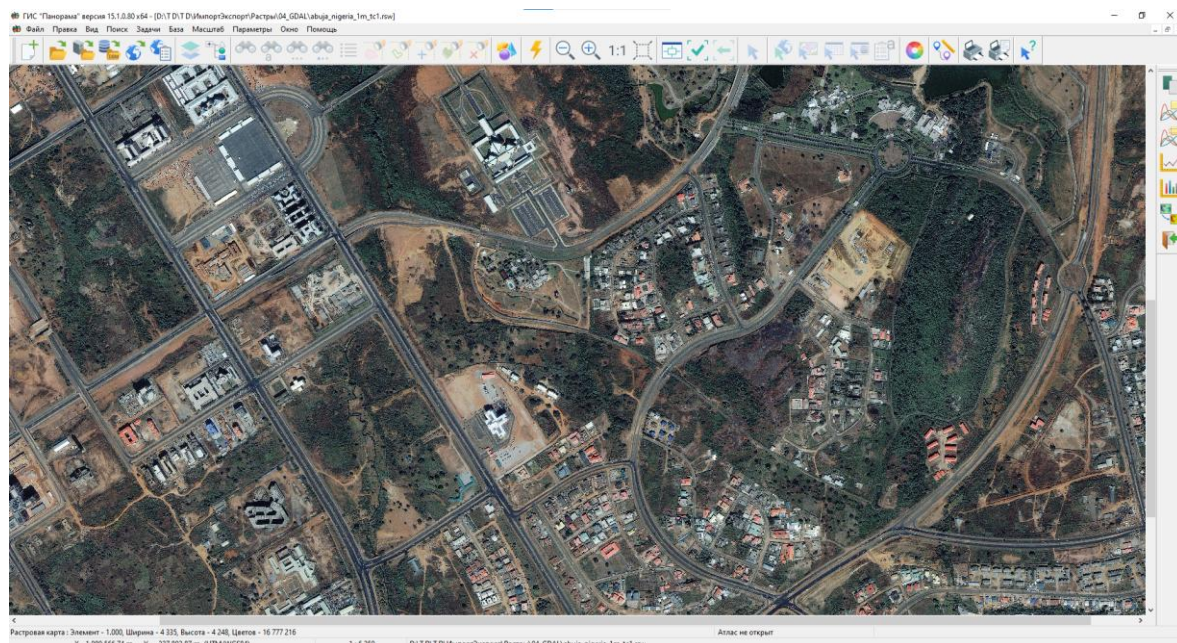 ГИС "Панорама" версия 15.1.0.80 x64 - [D:\T D\T D\ИмпортЭкспорт\Растры\04_GDAL\abuja_nigeria_1m_tc1.rsw]
Файл Правка Вид Поиск Задачи База Масштаб Параметры Окно Помощь
1:1
Растровая карта : Элемент - 1.000, Ширина - 4 335, Высота - 4 248, Цветов - 16 777 216 Атлас не открыт